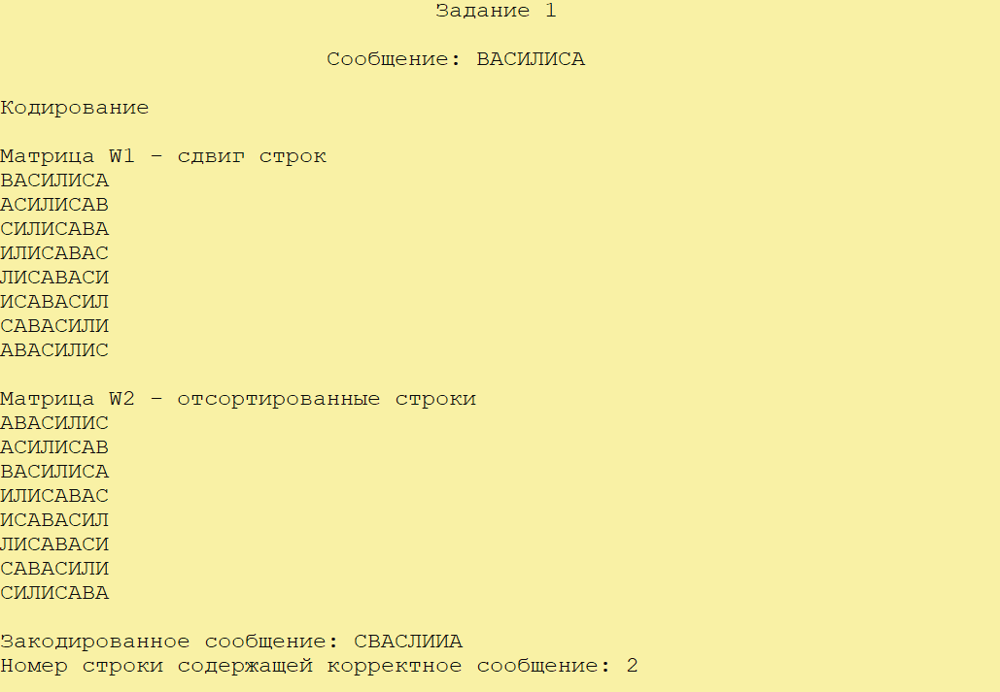 Задание 1
Сообщение: ВАСИЛИСА
Кодирование
Матрица W1 - сдвиг строк
ВАСИЛИСА
АСИЛИСАВ
СИЛИСАВА
ИЛИСАВАС
ЛИСАВАСИ
ИСАВАСИЛ
САВАСИЛИ
АВАСИЛИС
Матрица W2 - отсортированные строки
АВАСИЛИС
АСИЛИСАВ
ВАСИЛИСА
ИЛИСАВАС
ИСАВАСИЛ
ЛИСАВАСИ
САВАСИЛИ
СИЛИСАВА
Закодированное сообщение: СВАСЛИИА
Номер строки содержащей корректное сообщение: 2